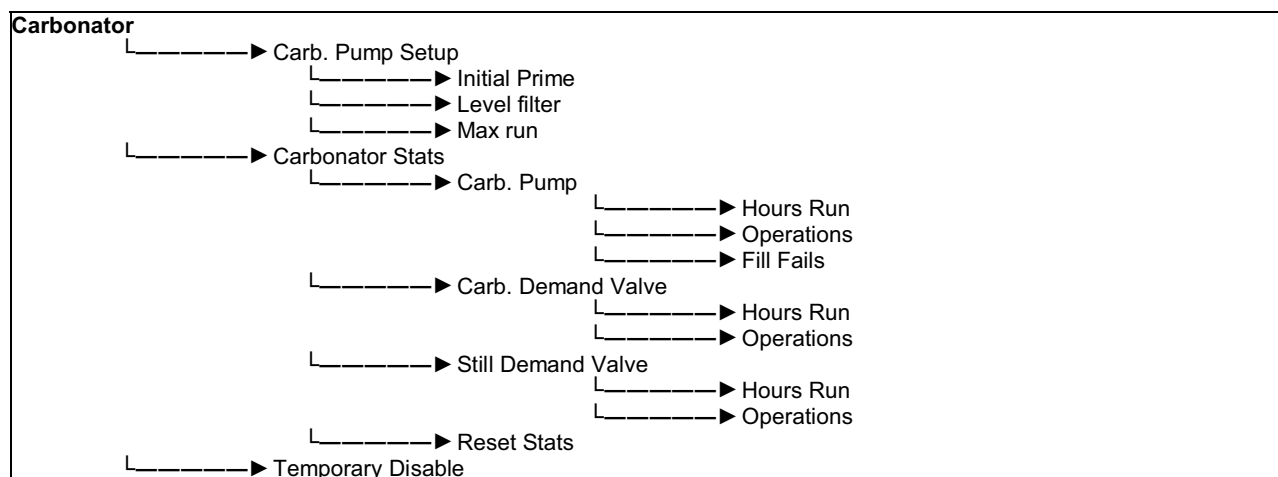 Carbonator
Carb. Pump Setup
Initial Prime
Level filter
Max run
Carbonator Stats
Carb. Pump
Hours Run
Operations
Fill Fails
Carb. Demand Valve
Hours Run
Operations
Still Demand Valve
Hours Run
Operations
Reset Stats
Temporary Disable